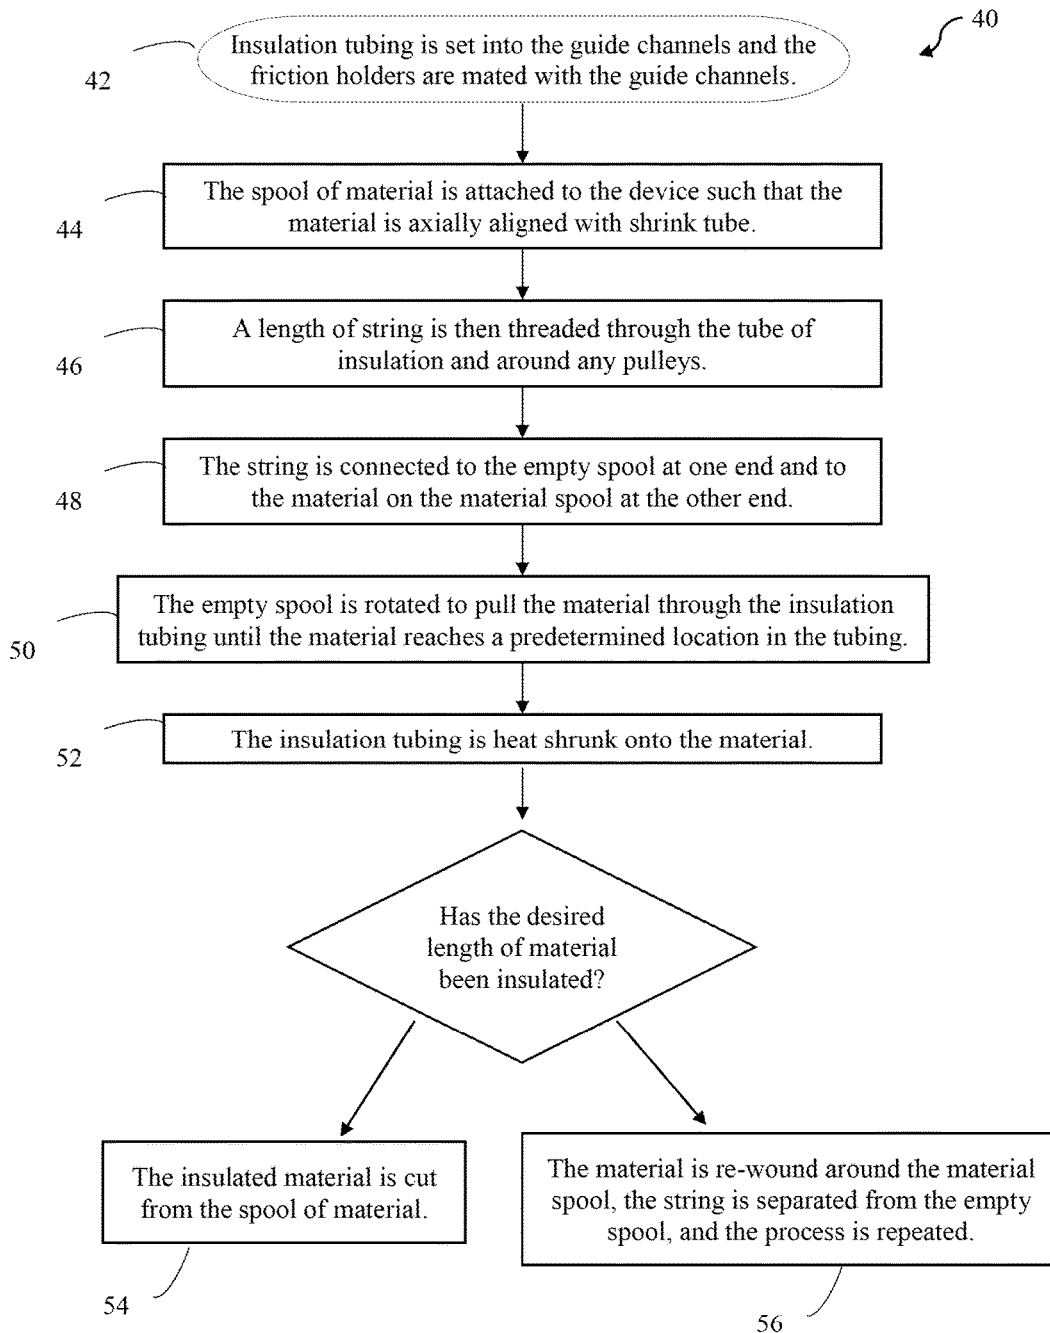 40
Insulation tubing is set into the guide channels and the
friction holders are mated with the guide channels.
42
The spool of material is attached to the device such that the
material is axially aligned with shrink tube.
44
A length of string is then threaded through the tube of
insulation and around any pulleys.
46
The string is connected to the empty spool at one end and to
the material on the material spool at the other end.
48
The empty spool is rotated to pull the material through the insulation
tubing until the material reaches a predetermined location in the tubing.
50
The insulation tubing is heat shrunk onto the material.
52
Has the desired
length of material
been insulated?
The insulated material is cut
from the spool of material.
54
The material is re-wound around the material
spool, the string is separated from the empty
spool, and the process is repeated.
56